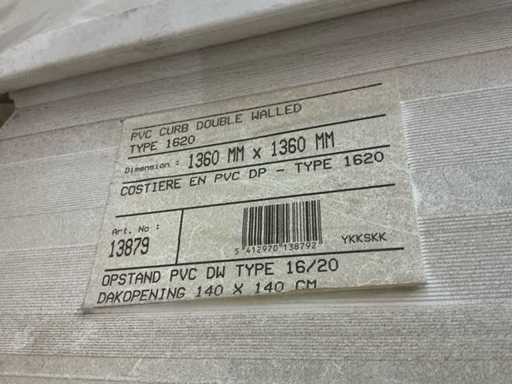 PVC CURB DOUBLE WALLED
TYPE 1620
Dimension : 1360 MM x 1360 MM
COSTIERE EN PVC DP - TYPE 1620
Art. No :
13879
5 412970 138792
YKKSKK
OPSTAND PVC DW TYPE 16/20
DAKOPENING 140 X 140 CM